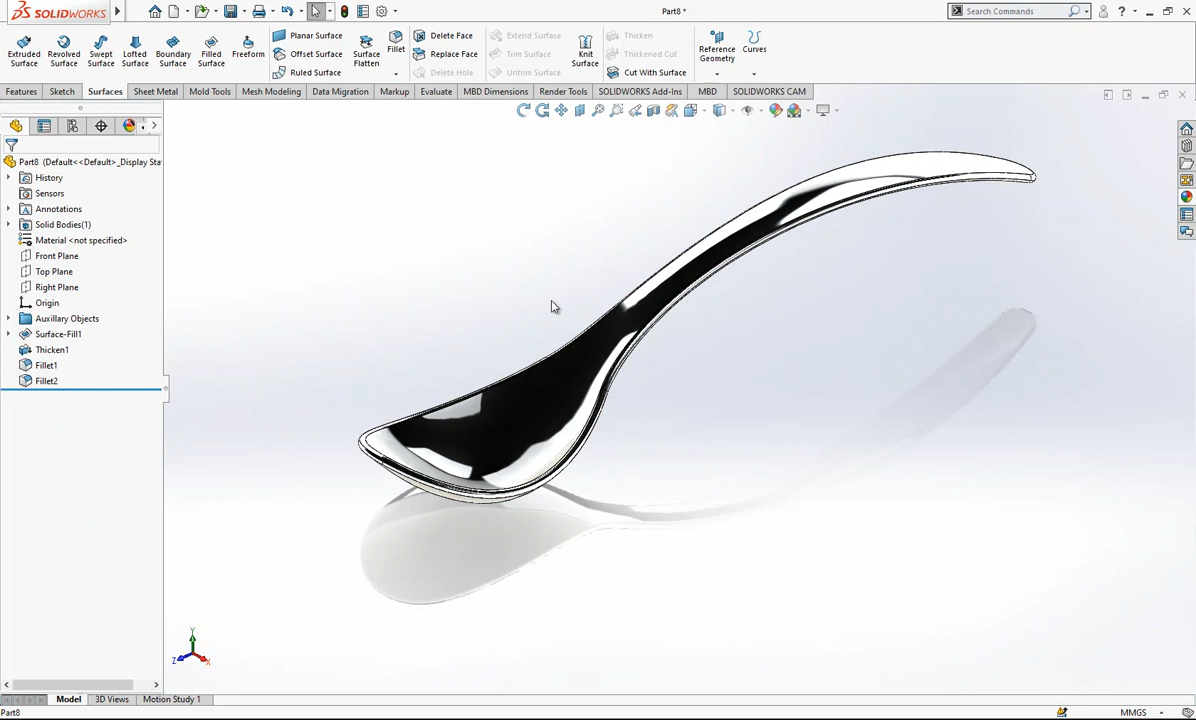 SOLIDWORKS
Part8 *
Search Commands
?
Extruded Surface
Revolved Surface
Swept Surface
Lofted Surface
Boundary Surface
Filled Surface
Freeform
Planar Surface
Offset Surface
Ruled Surface
Surface Flatten
Fillet
Delete Face
Replace Face
Delete Hole
Extend Surface
Trim Surface
Untrim Surface
Knit Surface
Thicken
Thickened Cut
Cut With Surface
Reference Geometry
Curves
Features
Sketch
Surfaces
Sheet Metal
Mold Tools
Mesh Modeling
Data Migration
Markup
Evaluate
MBD Dimensions
Render Tools
SOLIDWORKS Add-Ins
MBD
SOLIDWORKS CAM
Part8 (Default<<Default>_Display Sta
History
Sensors
Annotations
Solid Bodies(1)
Material <not specified>
Front Plane
Top Plane
Right Plane
Origin
Auxillary Objects
Surface-Fill1
Thicken1
Fillet1
Fillet2
Y
Z
X
Model
3D Views
Motion Study 1
Part8
MMGS